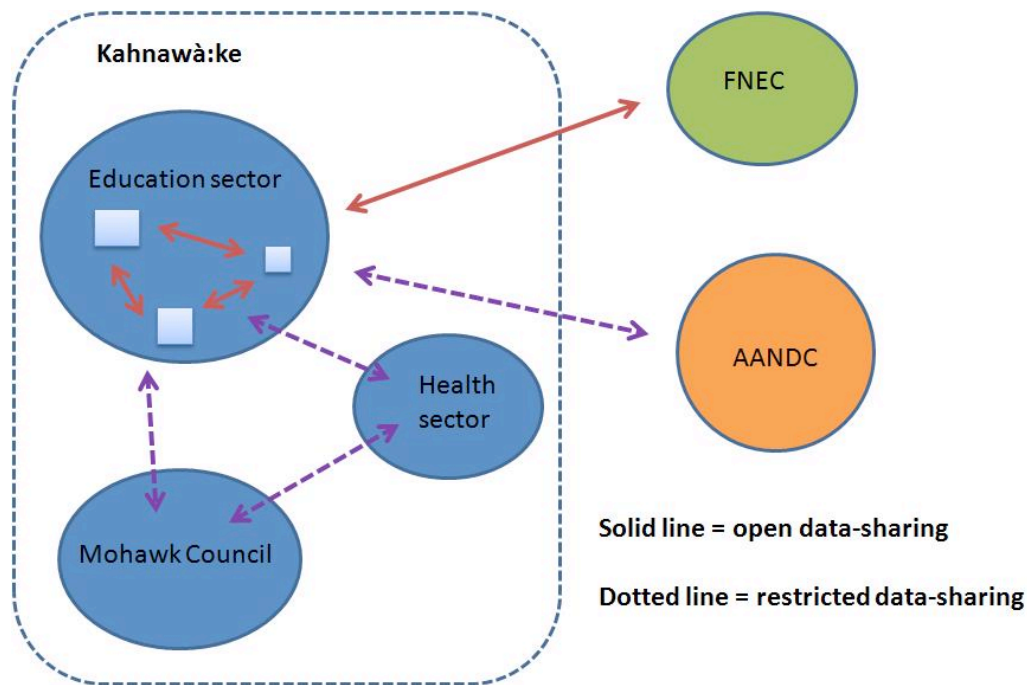 Kahnawà:ke
FNEC
Education sector
AANDC
Health
sector
Mohawk Council
Solid line = open data-sharing
Dotted line = restricted data-sharing